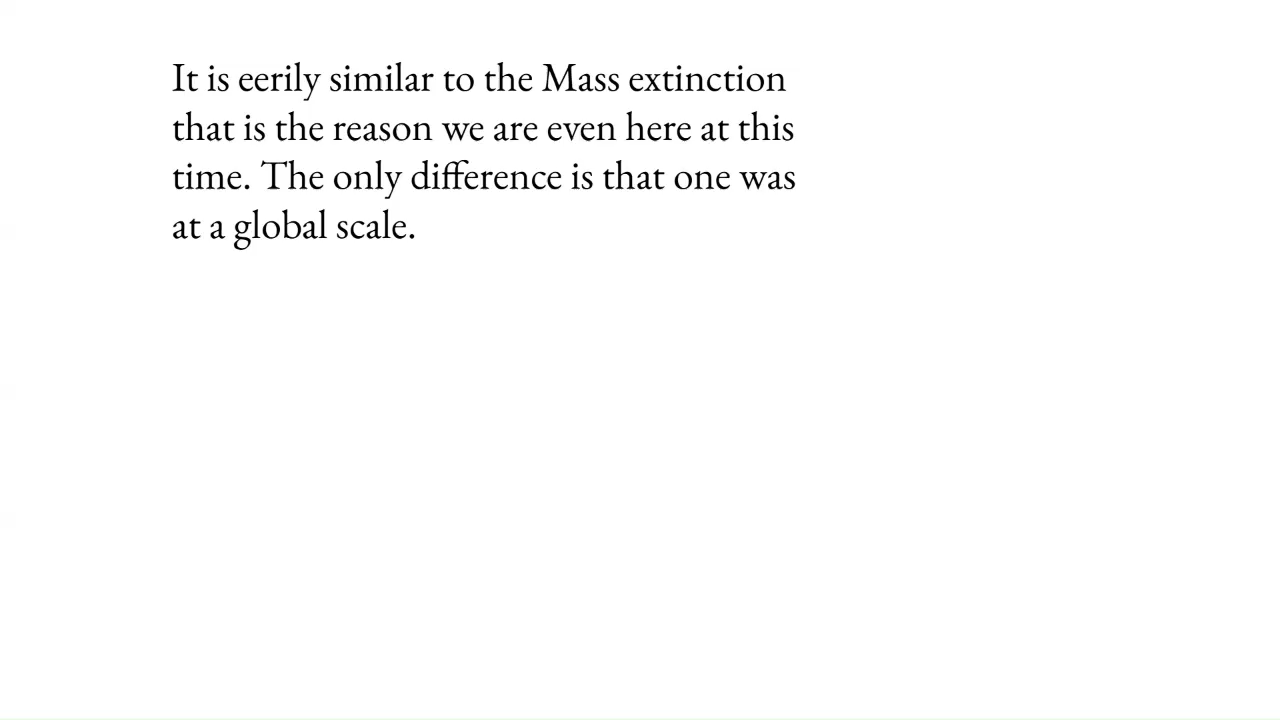 It is eerily similar to the Mass extinction
that is the reason we are even here at this
time. The only difference is that one was
at a global scale.